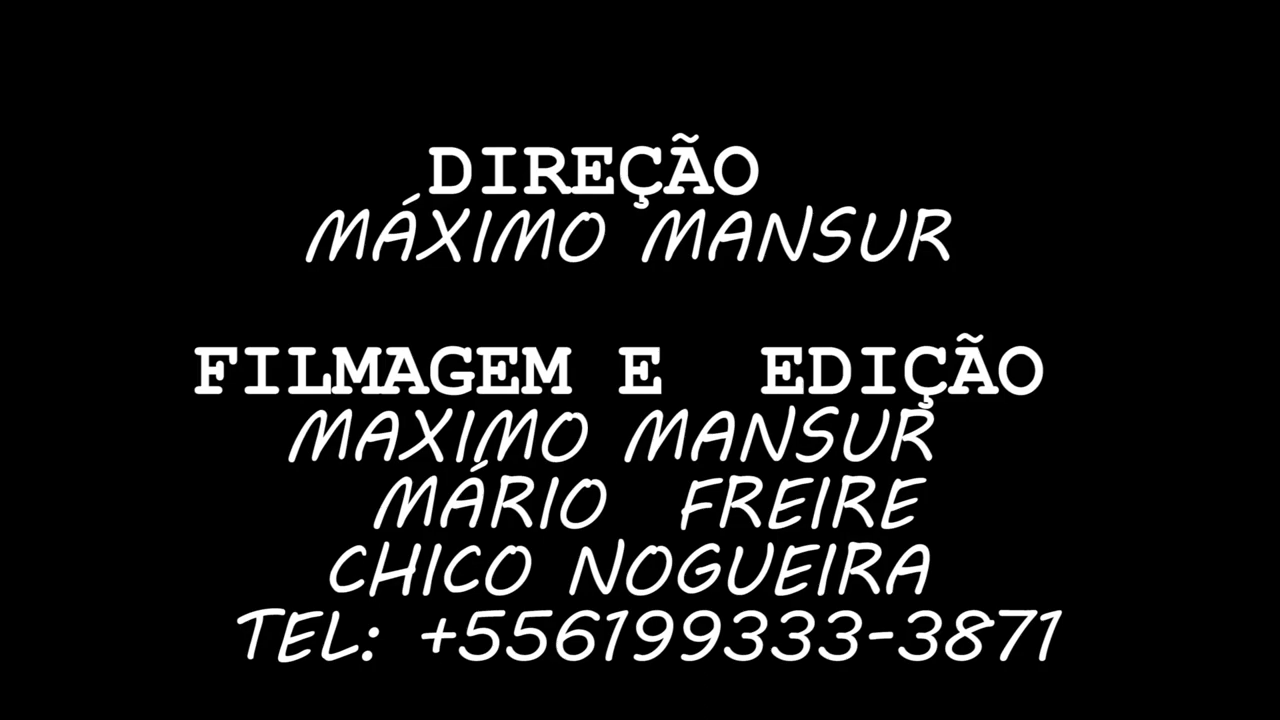 DIREÇÃO
MÁXIMO MANSUR
FILMAGEM E EDIÇÃO
MAXIMO MANSUR
MÁRIO FREIRE
CHICO NOGUEIRA
TEL: +556199333-3871